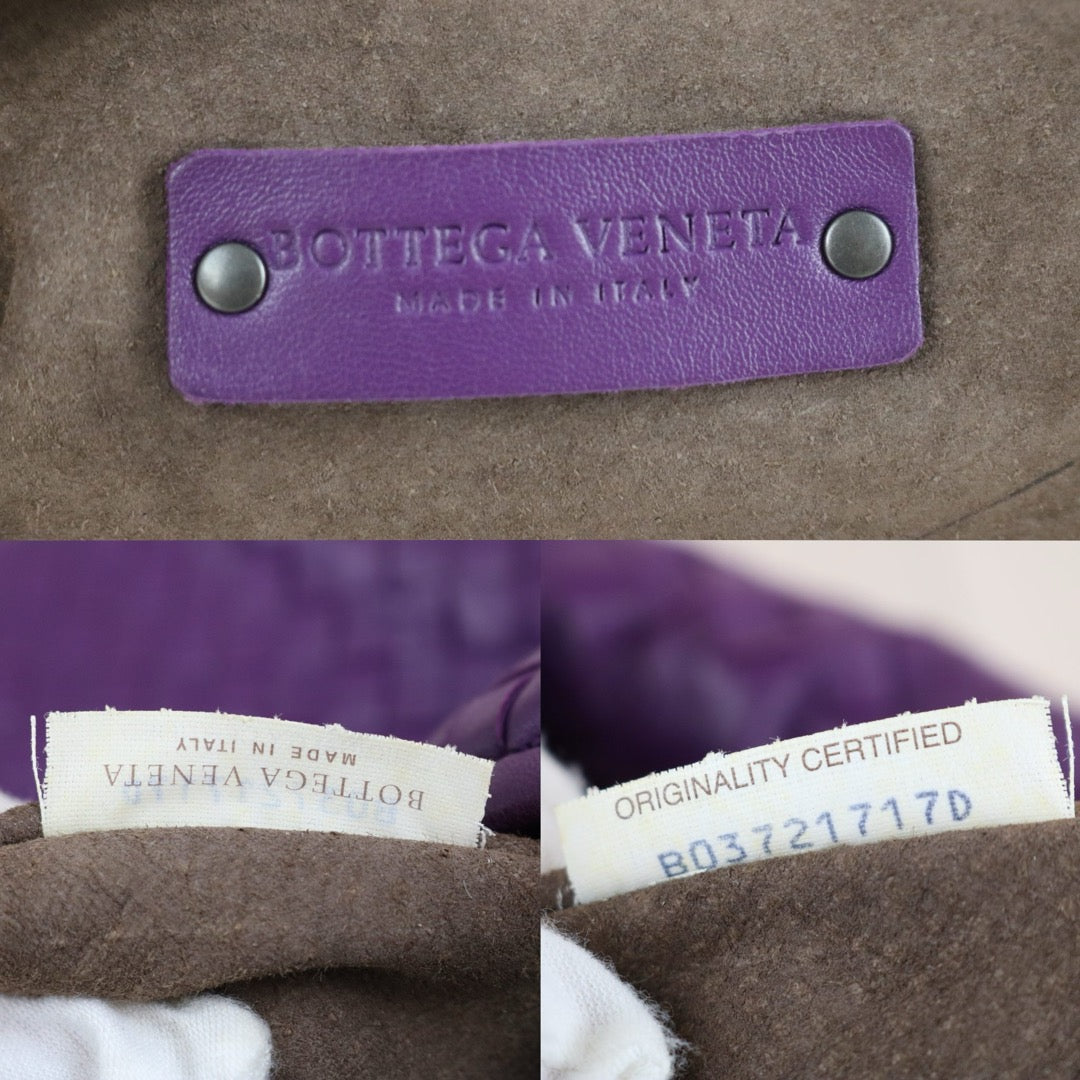 BOTTEGA VENETA
MADE IN ITALY
BOTTEGA VENETA
MADE IN ITALY
ORIGINALITY CERTIFIED
B03721717D